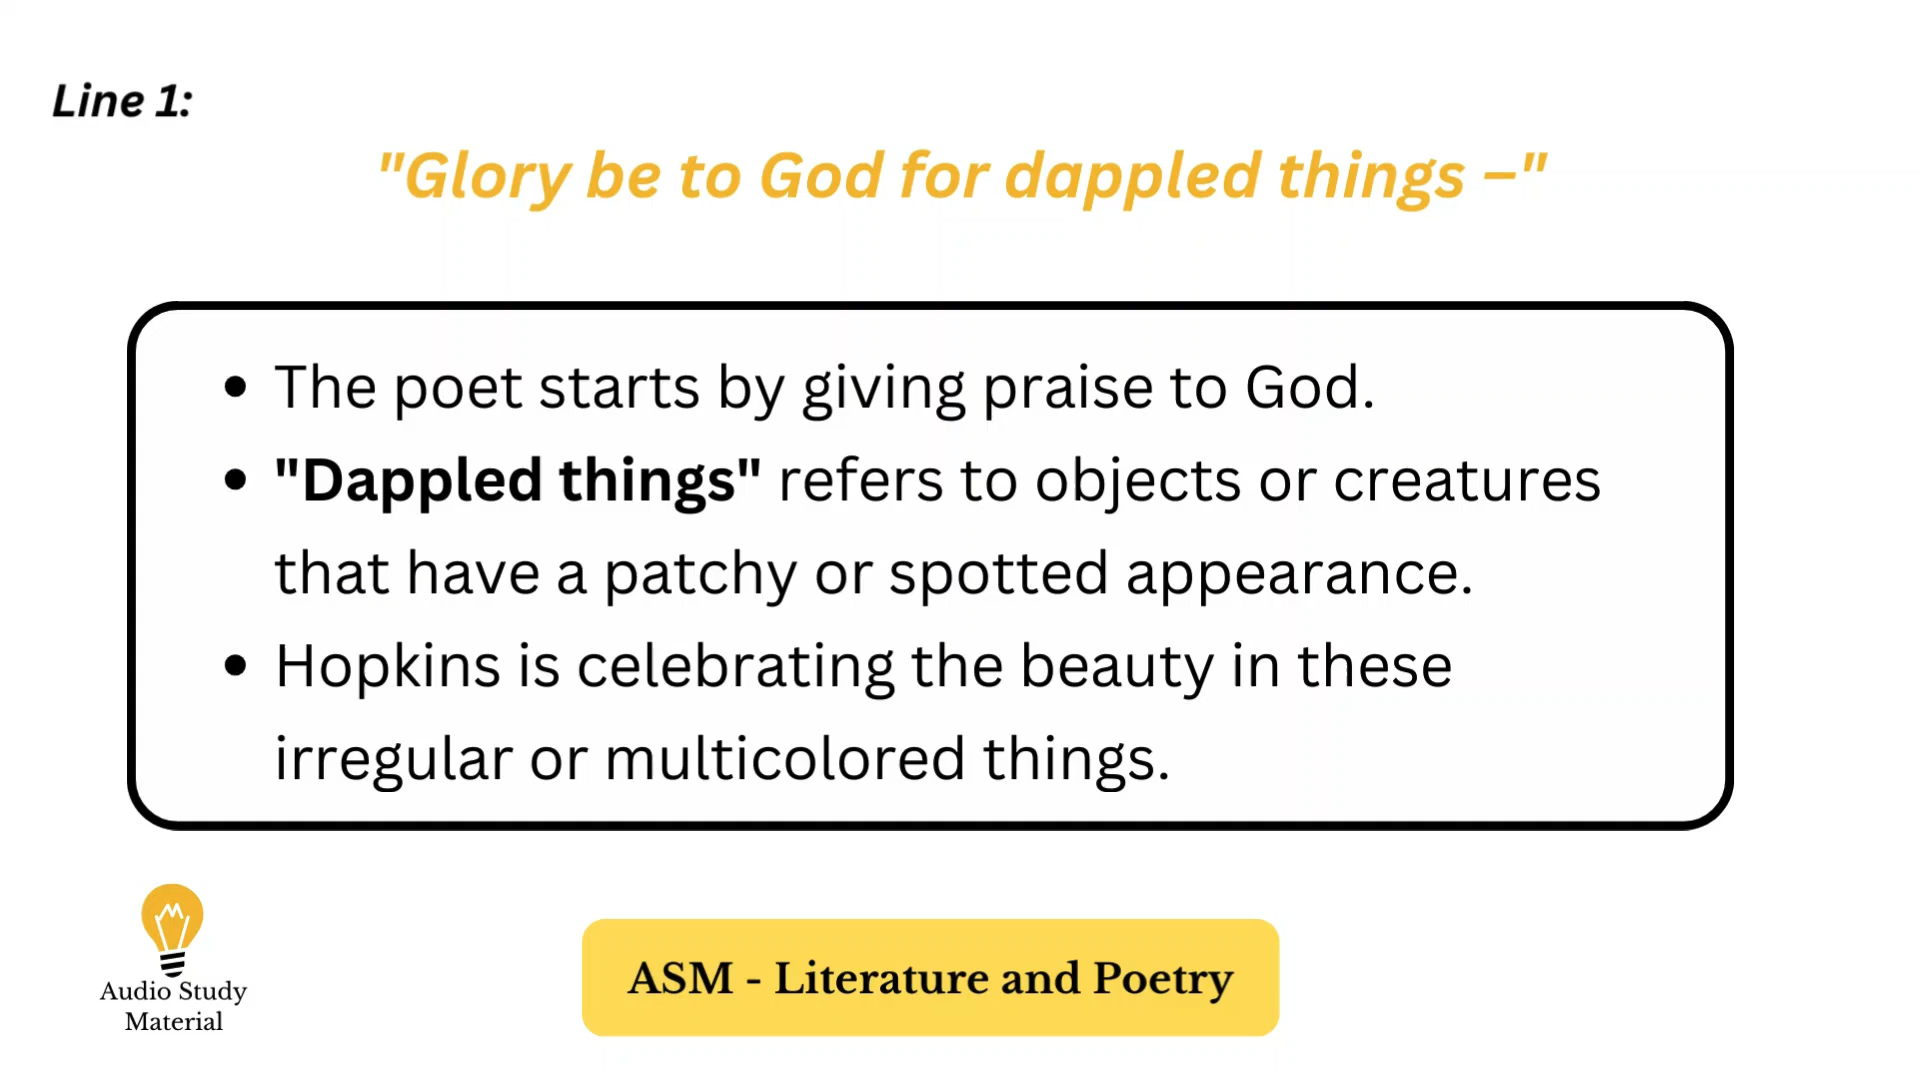 Line 1:
"Glory be to God for dappled things –"
• The poet starts by giving praise to God.
• "Dappled things" refers to objects or creatures
that have a patchy or spotted appearance.
• Hopkins is celebrating the beauty in these
irregular or multicolored things.
Audio Study
Material
ASM - Literature and Poetry